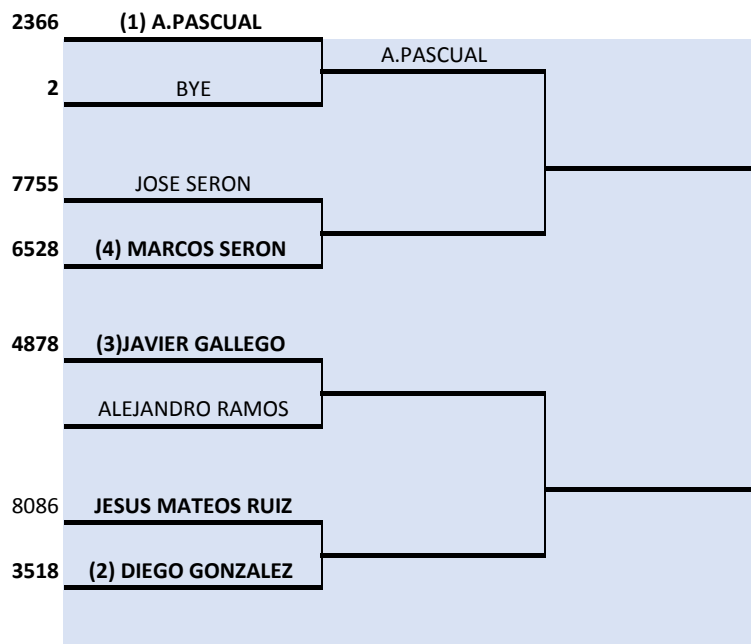 2366 (1) A.PASCUAL
A.PASCUAL
2 BYE
7755 JOSE SERON
6528 (4) MARCOS SERON
4878 (3)JAVIER GALLEGO
ALEJANDRO RAMOS
8086 JESUS MATEOS RUIZ
3518 (2) DIEGO GONZALEZ